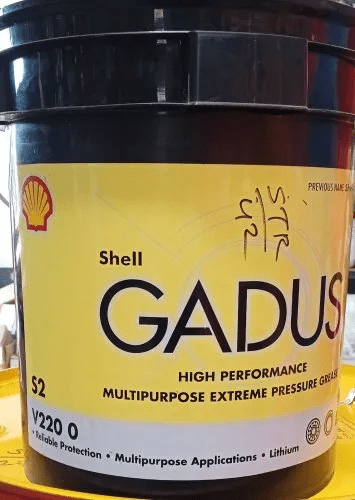 PREVIOUS NAME
Shell
GADUS
HIGH PERFORMANCE
MULTIPURPOSE EXTREME PRESSURE GREASE
S2
V220 0
• Reliable Protection • Multipurpose Applications • Lithium